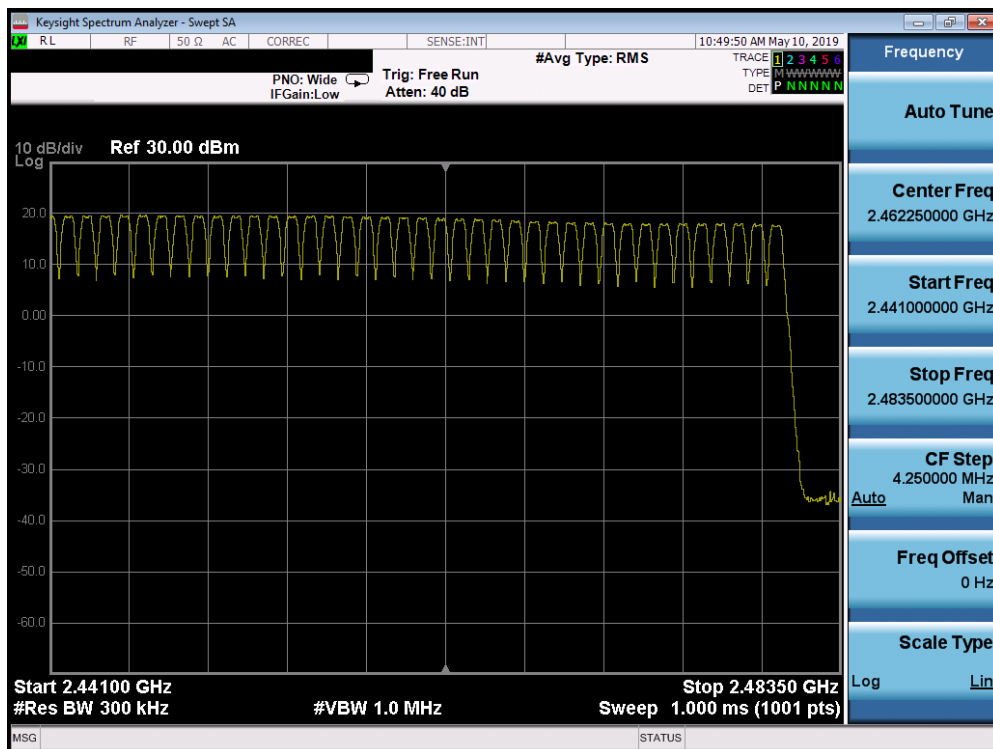 Keysight Spectrum Analyzer - Swept SA
LXI RL RF 50 Ω AC CORREC SENSE:INT 10:49:50 AM May 10, 2019
#Avg Type: RMS
TRACE 1 2 3 4 5 6
TYPE M WWWWW
DET P N N N N N
PNO: Wide
IFGain:Low
Trig: Free Run
Atten: 40 dB
10 dB/div Ref 30.00 dBm
Log
20.0
10.0
0.00
-10.0
-20.0
-30.0
-40.0
-50.0
-60.0
Start 2.44100 GHz Stop 2.48350 GHz
#Res BW 300 kHz #VBW 1.0 MHz Sweep 1.000 ms (1001 pts)
MSG STATUS
Frequency
Auto Tune
Center Freq
2.462250000 GHz
Start Freq
2.441000000 GHz
Stop Freq
2.483500000 GHz
CF Step
4.250000 MHz
Auto Man
Freq Offset
0 Hz
Scale Type
Log Lin